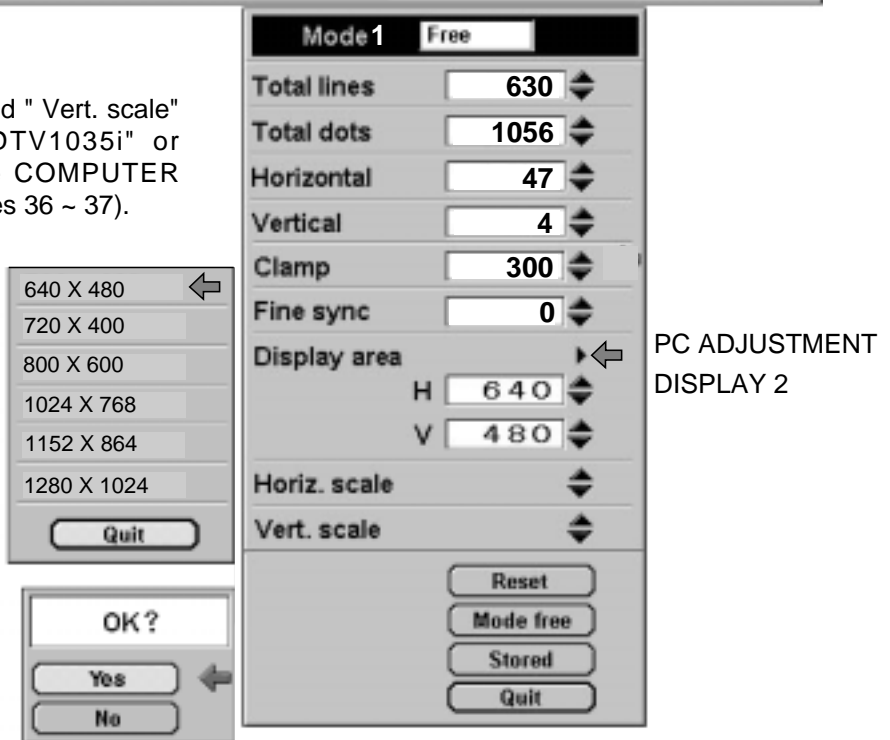 d " Vert. scale"
DTV1035i" or
COMPUTER
es 36 ~ 37).
640 X 480
720 X 400
800 X 600
1024 X 768
1152 X 864
1280 X 1024
Quit
OK?
Yes
No
Mode 1 Free
Total lines 630
Total dots 1056
Horizontal 47
Vertical 4
Clamp 300
Fine sync 0
Display area
H 640
V 480
Horiz. scale
Vert. scale
Reset
Mode free
Stored
Quit
PC ADJUSTMENT
DISPLAY 2